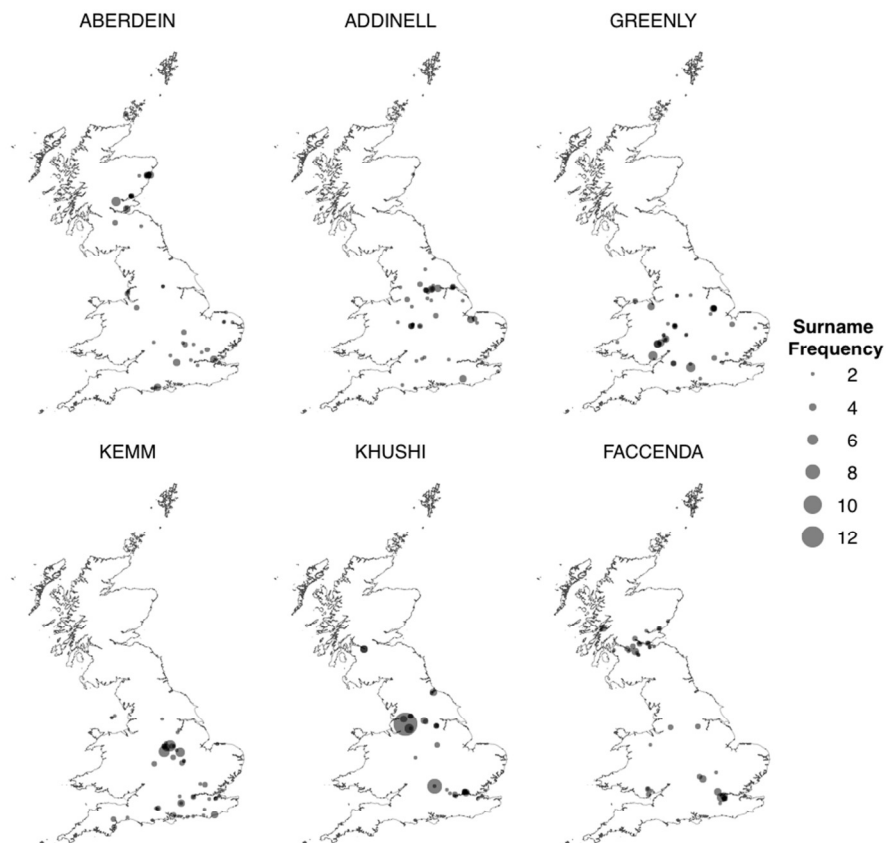 ABERDEIN
ADDINELL
GREENLY
Surname
Frequency
2
4
6
8
10
12
KEMM
KHUSHI
FACCENDA